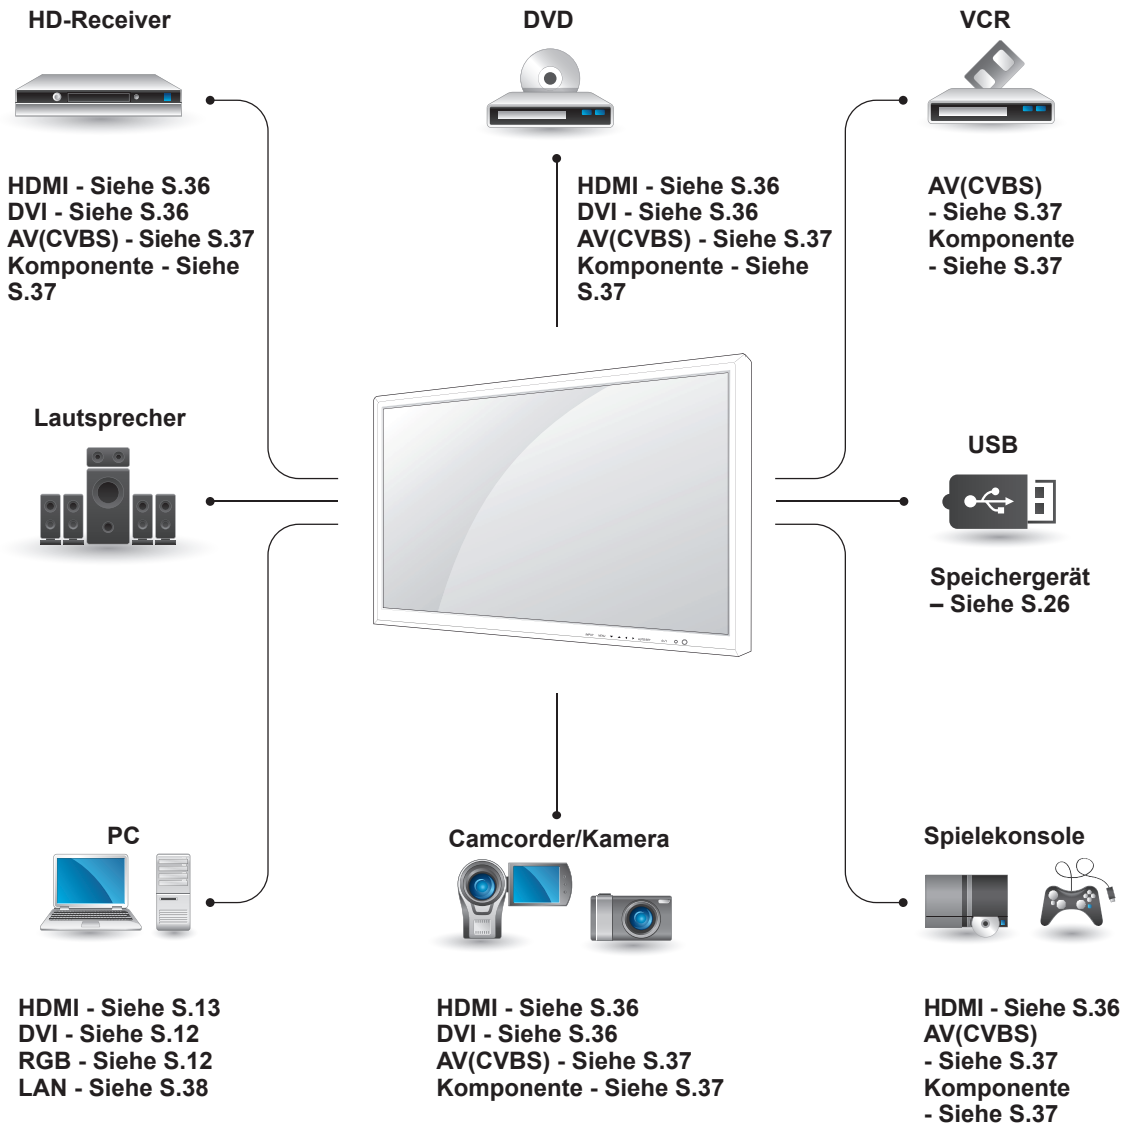 HD-Receiver
DVD
VCR
HDMI - Siehe S.36
DVI - Siehe S.36
AV(CVBS) - Siehe S.37
Komponente - Siehe
S.37
HDMI - Siehe S.36
DVI - Siehe S.36
AV(CVBS) - Siehe S.37
Komponente - Siehe
S.37
AV(CVBS)
- Siehe S.37
Komponente
- Siehe S.37
Lautsprecher
USB
Speichergerät
– Siehe S.26
PC
Camcorder/Kamera
Spielekonsole
HDMI - Siehe S.13
DVI - Siehe S.12
RGB - Siehe S.12
LAN - Siehe S.38
HDMI - Siehe S.36
DVI - Siehe S.36
AV(CVBS) - Siehe S.37
Komponente - Siehe S.37
HDMI - Siehe S.36
AV(CVBS)
- Siehe S.37
Komponente
- Siehe S.37